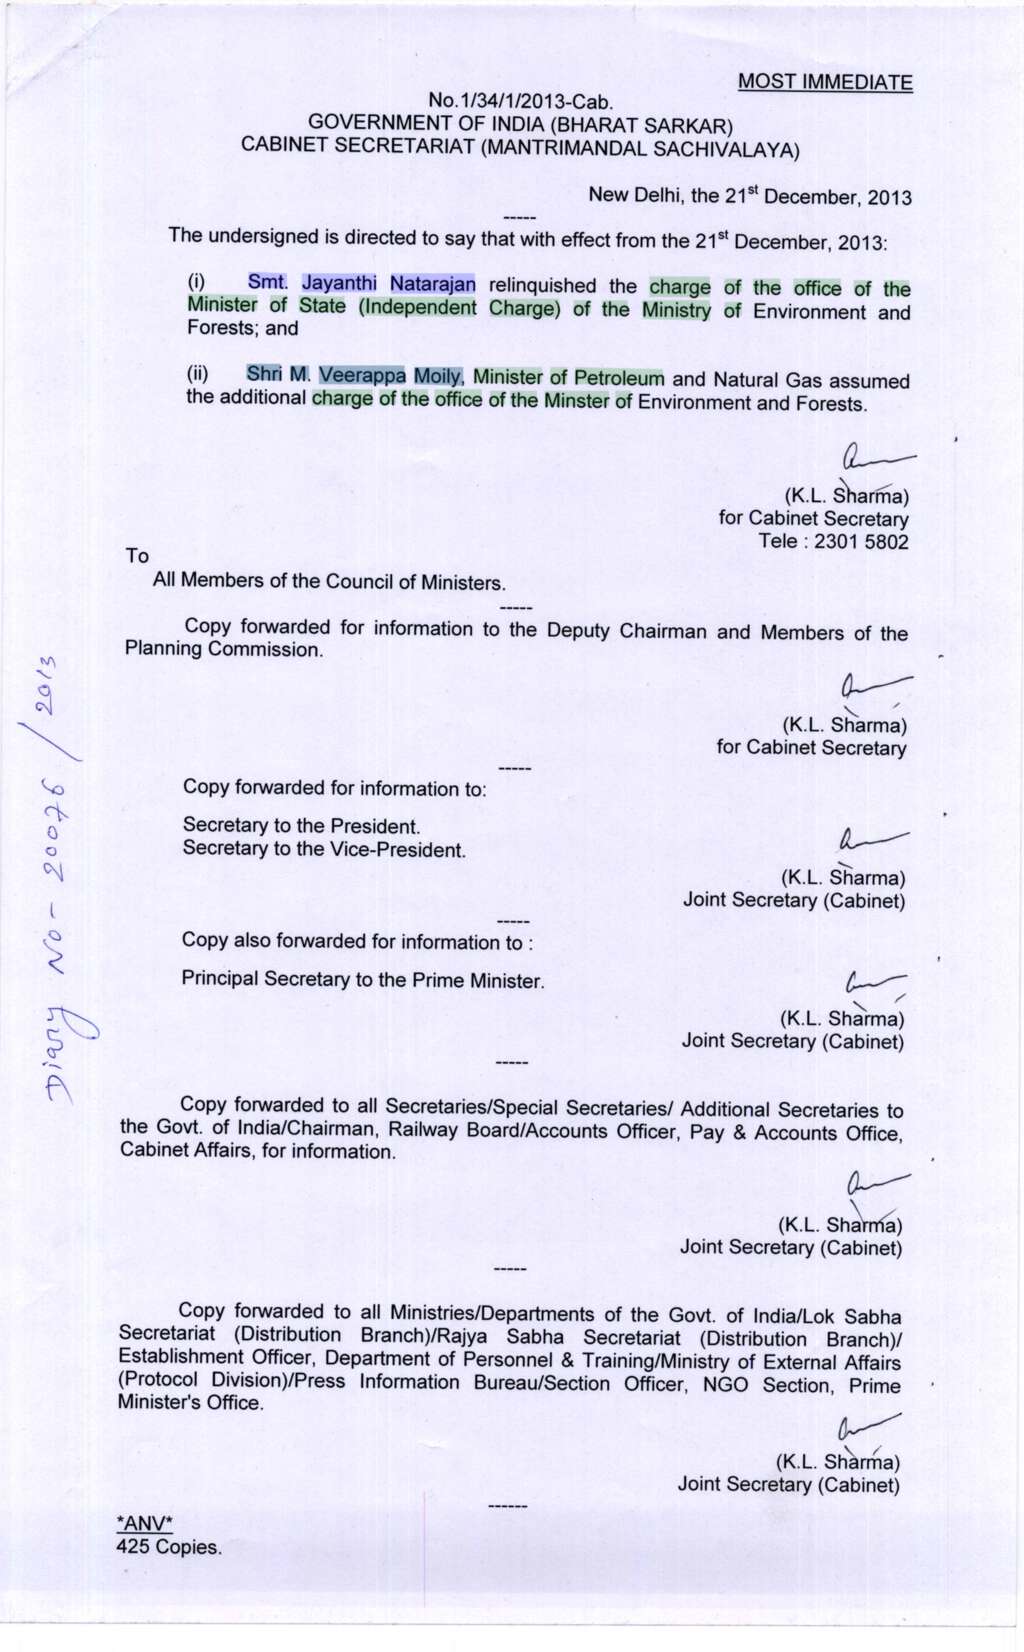 MOST IMMEDIATE
No.1/34/1/2013-Cab.
GOVERNMENT OF INDIA (BHARAT SARKAR)
CABINET SECRETARIAT (MANTRIMANDAL SACHIVALAYA)
New Delhi, the 21st December, 2013
-----
The undersigned is directed to say that with effect from the 21st December, 2013:
(i) Smt. Jayanthi Natarajan relinquished the charge of the office of the
Minister of State (Independent Charge) of the Ministry of Environment and
Forests; and
(ii) Shri M. Veerappa Moily, Minister of Petroleum and Natural Gas assumed
the additional charge of the office of the Minster of Environment and Forests.
(K.L. Sharma)
for Cabinet Secretary
Tele : 2301 5802
To
All Members of the Council of Ministers.
-----
Copy forwarded for information to the Deputy Chairman and Members of the
Planning Commission.
(K.L. Sharma)
for Cabinet Secretary
-----
Copy forwarded for information to:
Secretary to the President.
Secretary to the Vice-President.
(K.L. Sharma)
Joint Secretary (Cabinet)
-----
Copy also forwarded for information to :
Principal Secretary to the Prime Minister.
(K.L. Sharma)
Joint Secretary (Cabinet)
-----
Copy forwarded to all Secretaries/Special Secretaries/ Additional Secretaries to
the Govt. of India/Chairman, Railway Board/Accounts Officer, Pay & Accounts Office,
Cabinet Affairs, for information.
(K.L. Sharma)
Joint Secretary (Cabinet)
-----
Copy forwarded to all Ministries/Departments of the Govt. of India/Lok Sabha
Secretariat (Distribution Branch)/Rajya Sabha Secretariat (Distribution Branch)/
Establishment Officer, Department of Personnel & Training/Ministry of External Affairs
(Protocol Division)/Press Information Bureau/Section Officer, NGO Section, Prime
Minister's Office.
(K.L. Sharma)
Joint Secretary (Cabinet)
------
*ANV*
425 Copies.
Diary No- 20076/2013